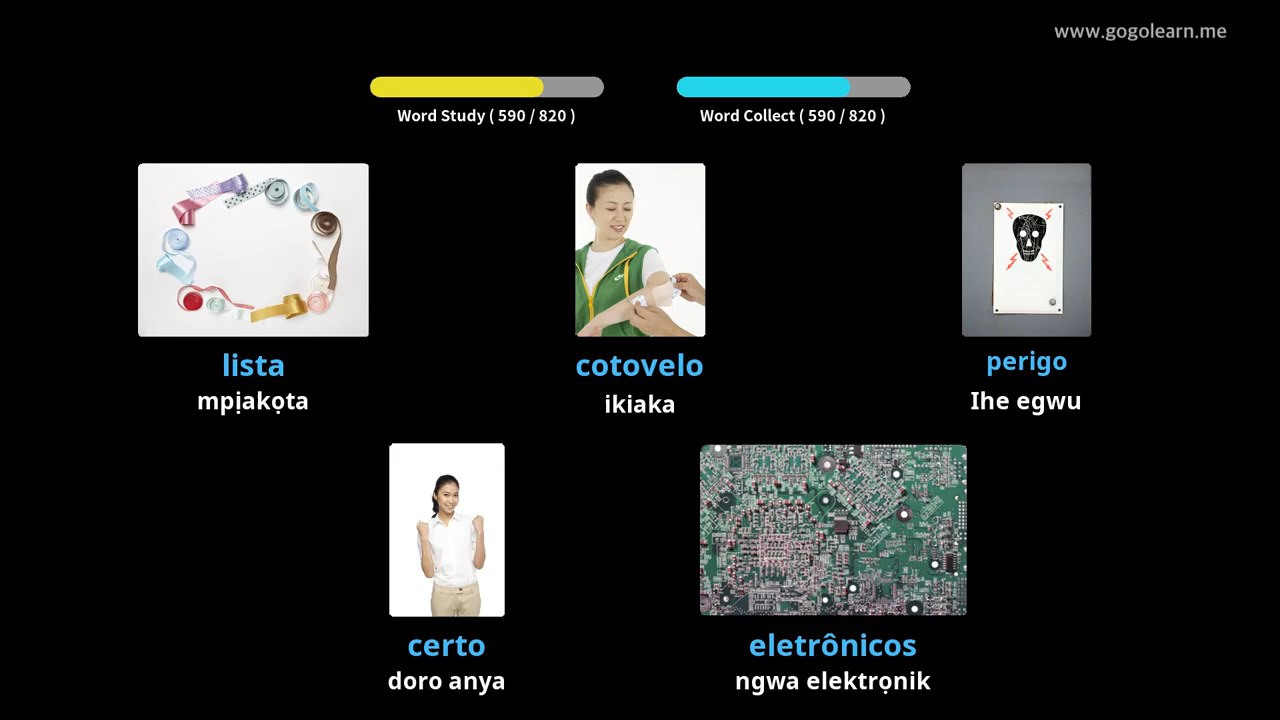 www.gogolearn.me
Word Study ( 590 / 820 )
Word Collect ( 590 / 820 )
lista
mpịakọta
cotovelo
ikiaka
perigo
Ihe egwu
certo
doro anya
eletrônicos
ngwa elektrọnik